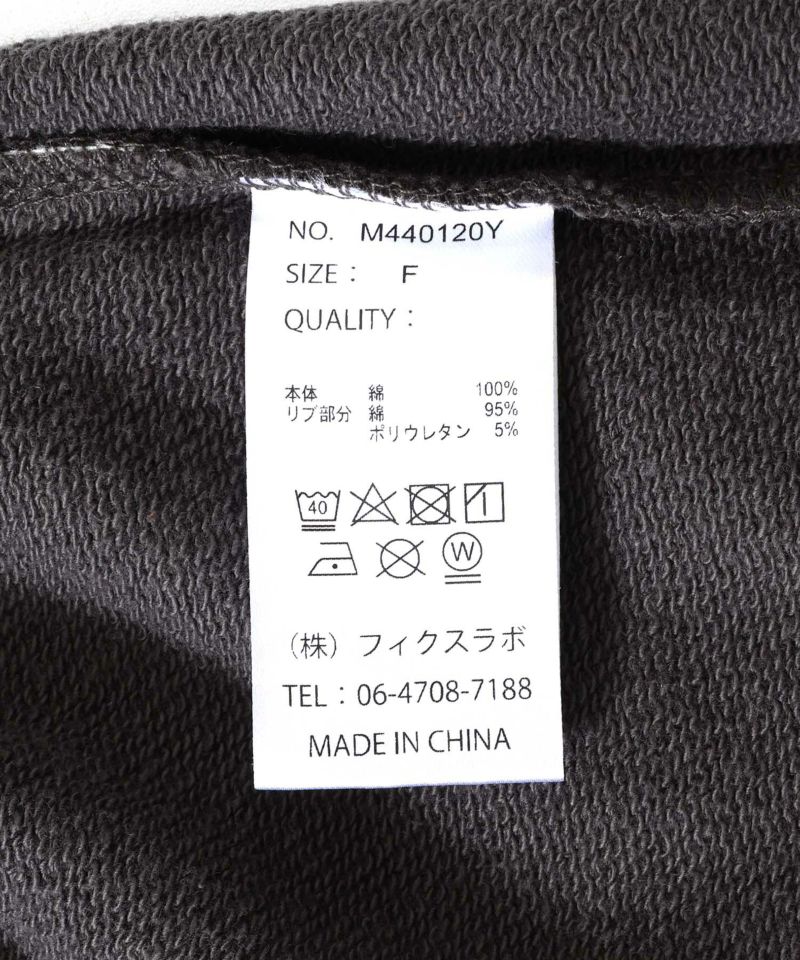 NO. M440120Y
SIZE： F
QUALITY：
本体 綿 100%
リブ部分 綿 95%
ポリウレタン 5%
40
W
（株）フィクスラボ
TEL：06-4708-7188
MADE IN CHINA